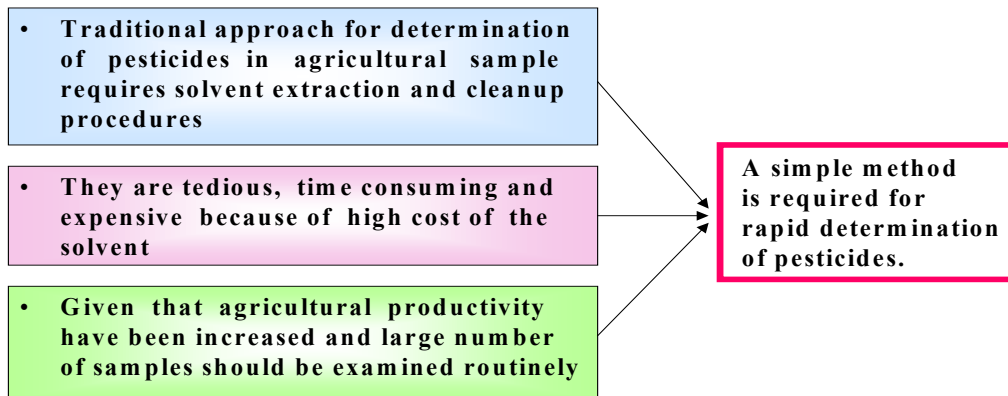 • Traditional approach for determination
of pesticides in agricultural sample
requires solvent extraction and cleanup
procedures
• They are tedious, time consuming and
expensive because of high cost of the
solvent
• Given that agricultural productivity
have been increased and large number
of samples should be examined routinely
A simple method
is required for
rapid determination
of pesticides.